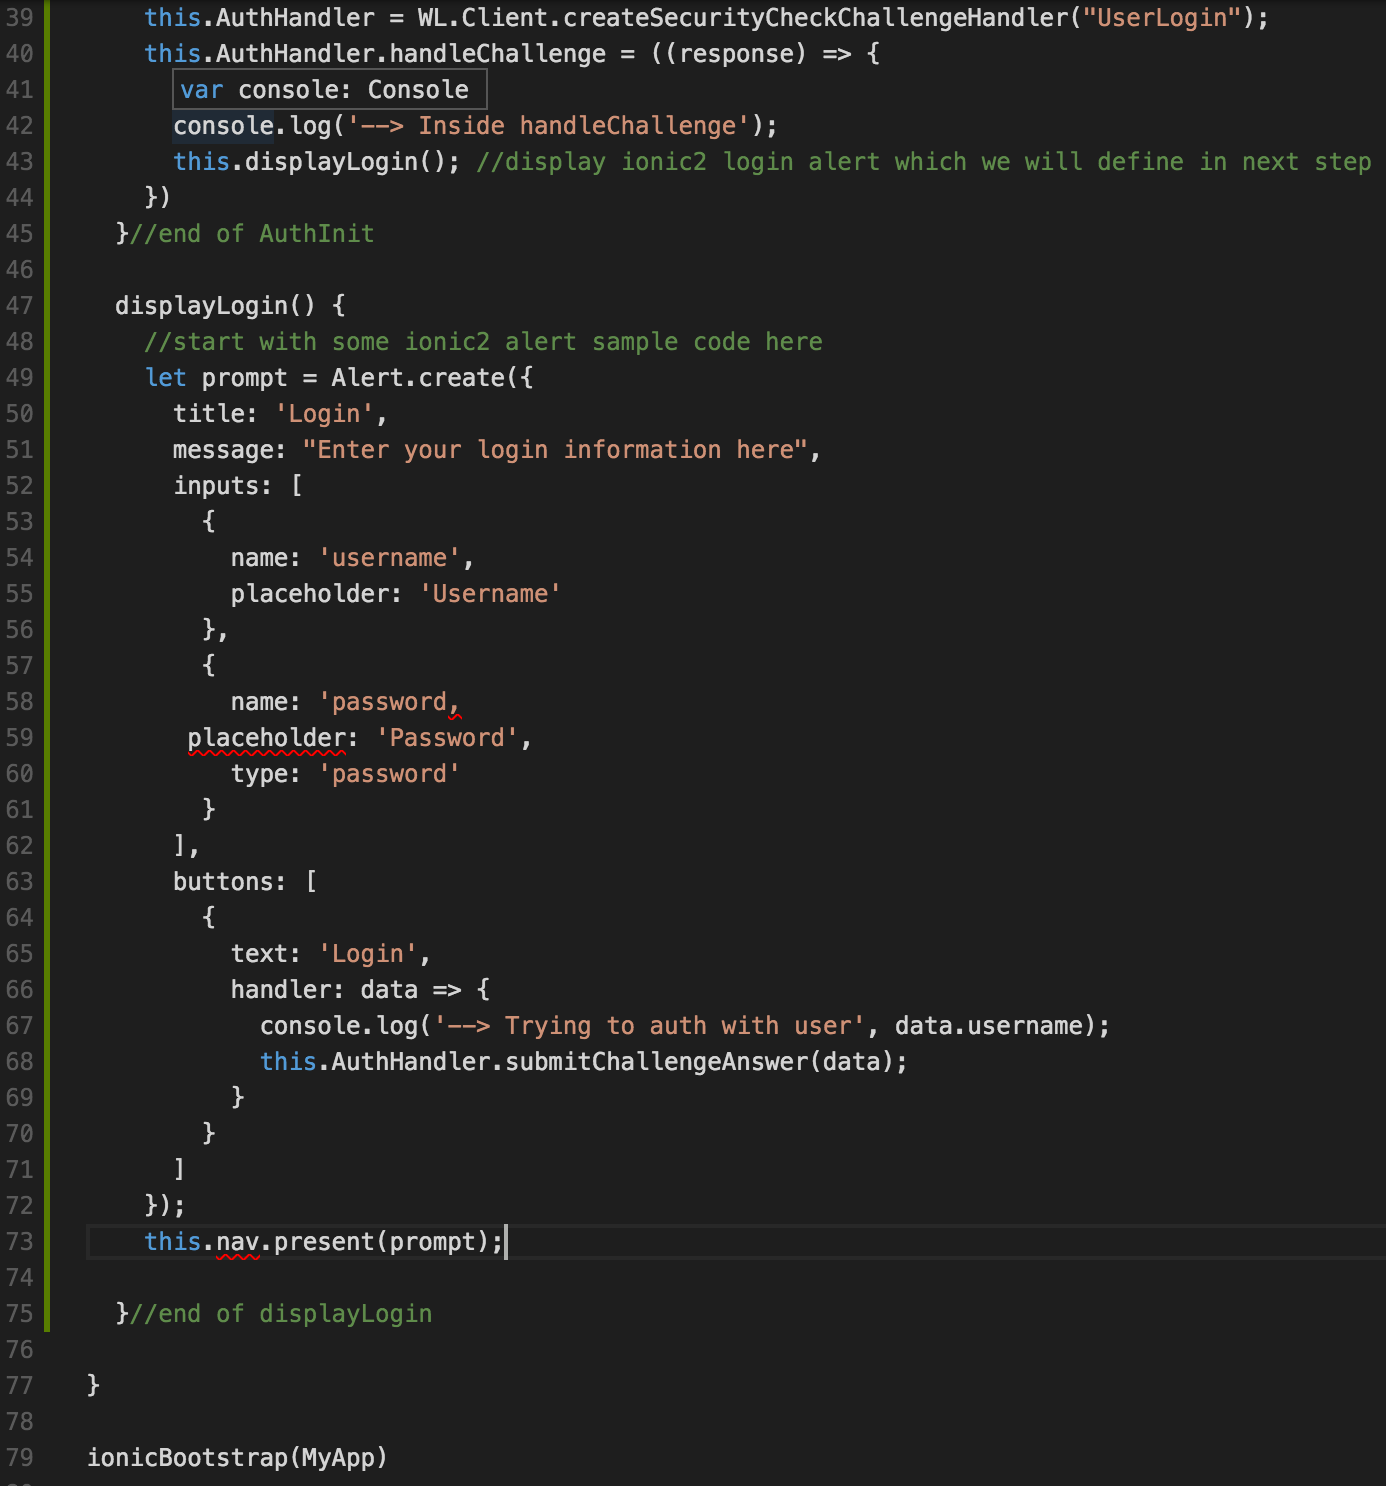 39 this.AuthHandler = WL.Client.createSecurityCheckChallengeHandler("UserLogin");
40 this.AuthHandler.handleChallenge = ((response) => {
41 var console: Console
42 console.log('--> Inside handleChallenge');
43 this.displayLogin(); //display ionic2 login alert which we will define in next step
44 })
45 }//end of AuthInit
46
47 displayLogin() {
48 //start with some ionic2 alert sample code here
49 let prompt = Alert.create({
50 title: 'Login',
51 message: "Enter your login information here",
52 inputs: [
53 {
54 name: 'username',
55 placeholder: 'Username'
56 },
57 {
58 name: 'password,
59 placeholder: 'Password',
60 type: 'password'
61 }
62 ],
63 buttons: [
64 {
65 text: 'Login',
66 handler: data => {
67 console.log('--> Trying to auth with user', data.username);
68 this.AuthHandler.submitChallengeAnswer(data);
69 }
70 }
71 ]
72 });
73 this.nav.present(prompt);
74
75 }//end of displayLogin
76
77 }
78
79 ionicBootstrap(MyApp)